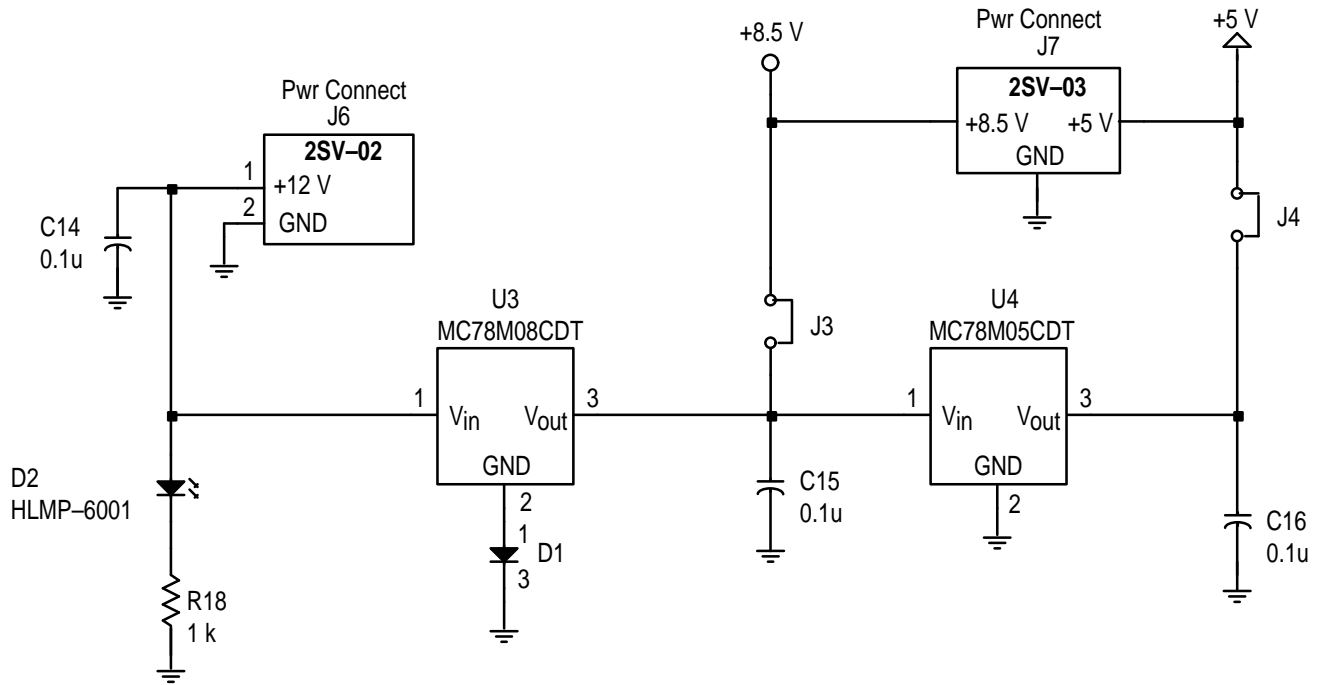 +8.5 V
Pwr Connect
J7
2SV–03
+8.5 V +5 V
GND
+5 V
Pwr Connect
J6
2SV–02
1
+12 V
2
GND
C14
0.1u
J4
J3
U3
MC78M08CDT
1
Vin Vout
3
GND
2
U4
MC78M05CDT
1
Vin Vout
3
GND
2
D2
HLMP–6001
1
D1
3
C15
0.1u
C16
0.1u
R18
1 k